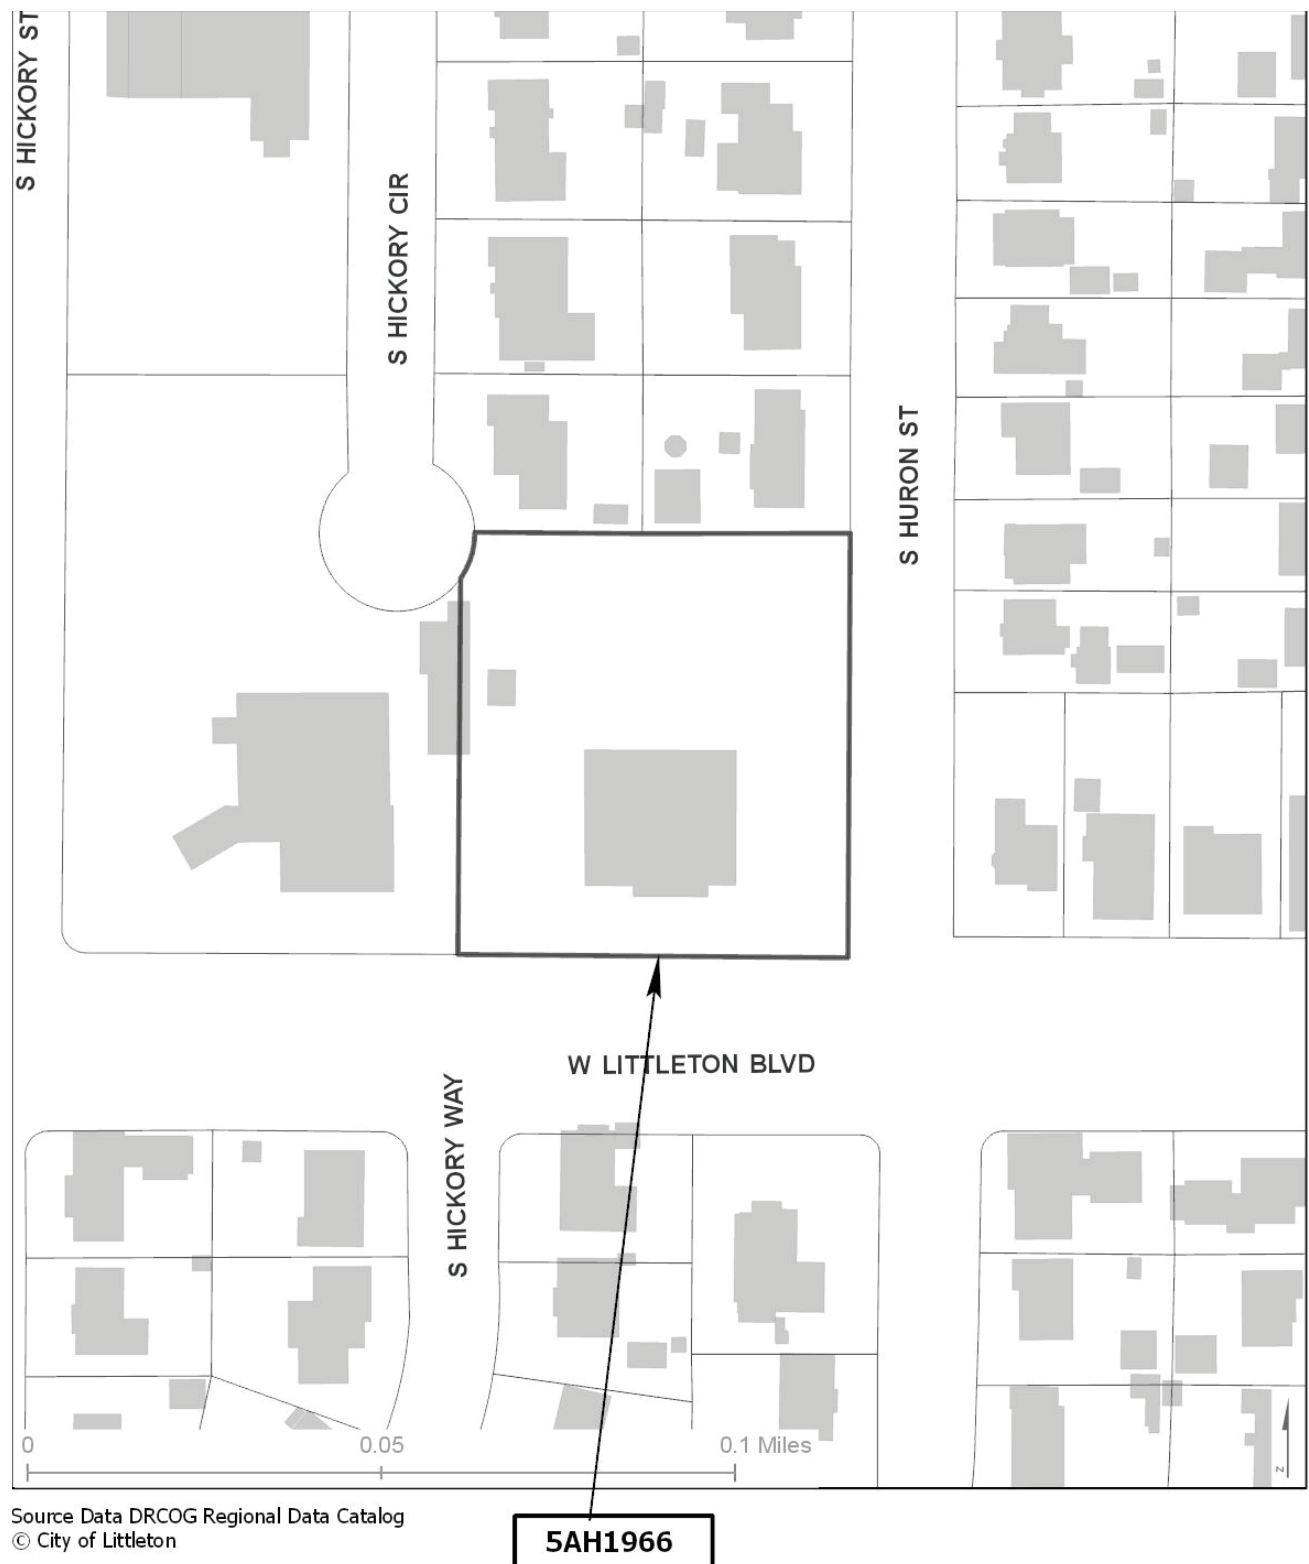 S HICKORY ST
S HICKORY CIR
S HURON ST
W LITTLETON BLVD
S HICKORY WAY
0 0.05 0.1 Miles
N
Source Data DRCOG Regional Data Catalog
© City of Littleton
5AH1966